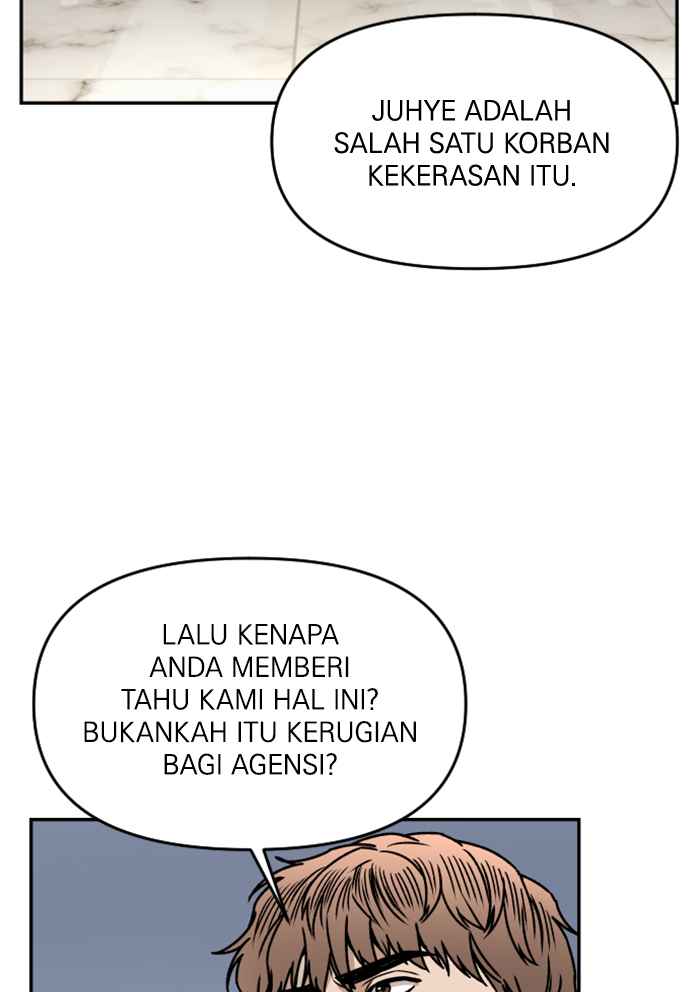 JUHYE ADALAH
SALAH SATU KORBAN
KEKERASAN ITU.
LALU KENAPA
ANDA MEMBERI
TAHU KAMI HAL INI?
BUKANKAH ITU KERUGIAN
BAGI AGENSI?